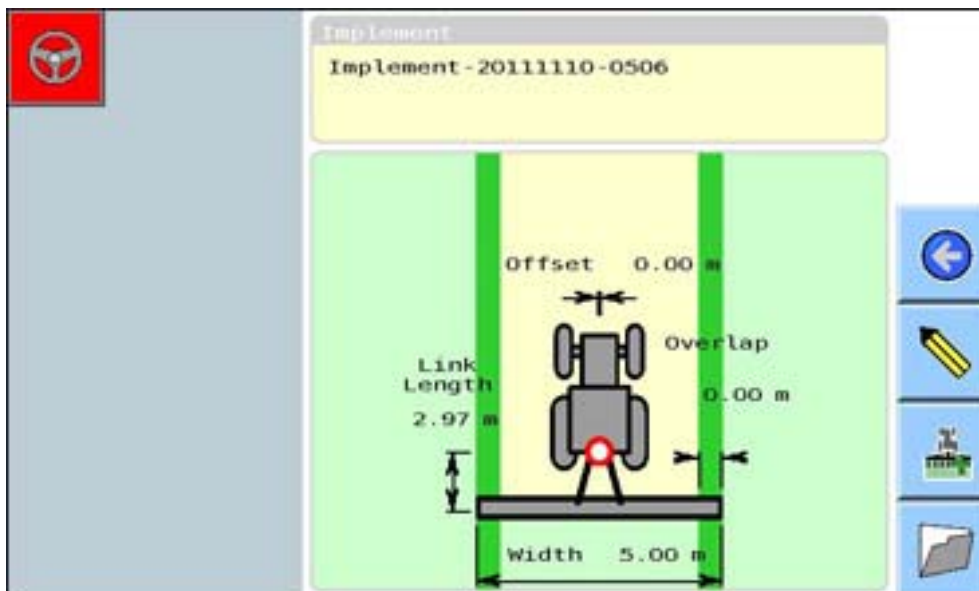 Implement
Implement-20111110-0506
Offset 0.00 m
Overlap
0.00 m
Link
Length
2.97 m
Width 5.00 m